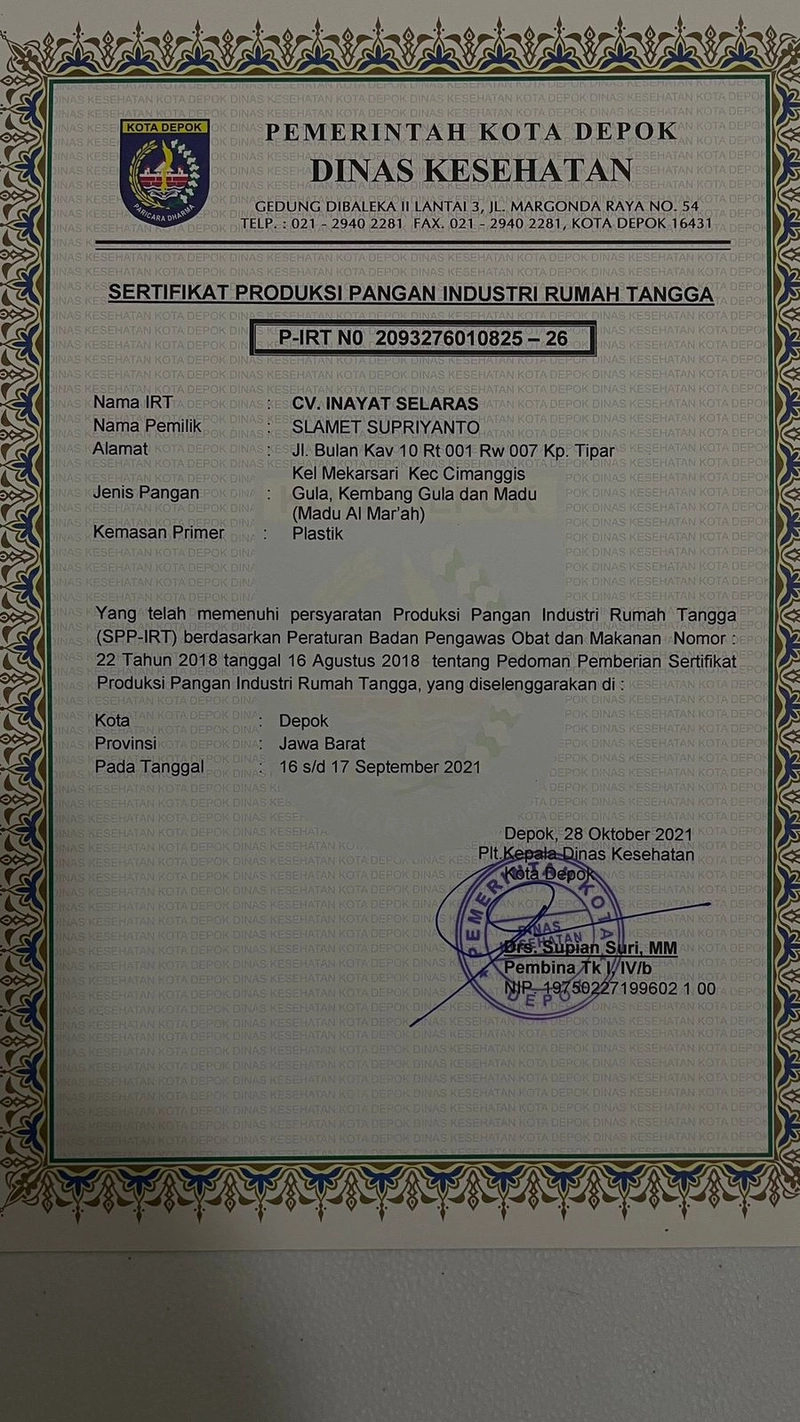 KOTA DEPOK
PARICARA DHARMA
PEMERINTAH KOTA DEPOK
DINAS KESEHATAN
GEDUNG DIBALEKA II LANTAI 3, JL. MARGONDA RAYA NO. 54
TELP. : 021 - 2940 2281 FAX. 021 - 2940 2281, KOTA DEPOK 16431
SERTIFIKAT PRODUKSI PANGAN INDUSTRI RUMAH TANGGA
P-IRT N0 2093276010825 – 26
Nama IRT : CV. INAYAT SELARAS
Nama Pemilik : SLAMET SUPRIYANTO
Alamat : Jl. Bulan Kav 10 Rt 001 Rw 007 Kp. Tipar
Kel Mekarsari Kec Cimanggis
Jenis Pangan : Gula, Kembang Gula dan Madu
(Madu Al Mar'ah)
Kemasan Primer : Plastik
Yang telah memenuhi persyaratan Produksi Pangan Industri Rumah Tangga
(SPP-IRT) berdasarkan Peraturan Badan Pengawas Obat dan Makanan Nomor :
22 Tahun 2018 tanggal 16 Agustus 2018 tentang Pedoman Pemberian Sertifikat
Produksi Pangan Industri Rumah Tangga, yang diselenggarakan di :
Kota : Depok
Provinsi : Jawa Barat
Pada Tanggal : 16 s/d 17 September 2021
Depok, 28 Oktober 2021
Plt.Kepala Dinas Kesehatan
Kota Depok
PEMERINTAH KOTA
DINAS
KESEHATAN
DEPOK
Drs. Supian Suri, MM
Pembina Tk I, IV/b
NIP. 19750227199602 1 00